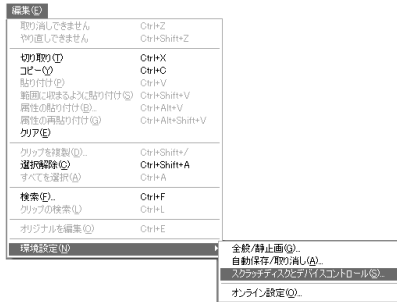 編集(E)
取り消しできません Ctrl+Z
やり直しできません Ctrl+Shift+Z
切り取り(T) Ctrl+X
コピー(Y) Ctrl+C
貼り付け(P) Ctrl+V
範囲に収まるように貼り付け(S) Ctrl+Shift+V
属性の貼り付け(B)... Ctrl+Alt+V
属性の再貼り付け(G) Ctrl+Alt+Shift+V
クリア(E)
クリップを複製(D)... Ctrl+Shift+/
選択解除(C) Ctrl+Shift+A
すべてを選択(A) Ctrl+A
検索(F)... Ctrl+F
クリップの検索(L) Ctrl+L
オリジナルを編集(O) Ctrl+E
環境設定(N)
全般/静止画(G)...
自動保存/取り消し(A)...
スクラッチディスクとデバイスコントロール(S)...
オンライン設定(O)...